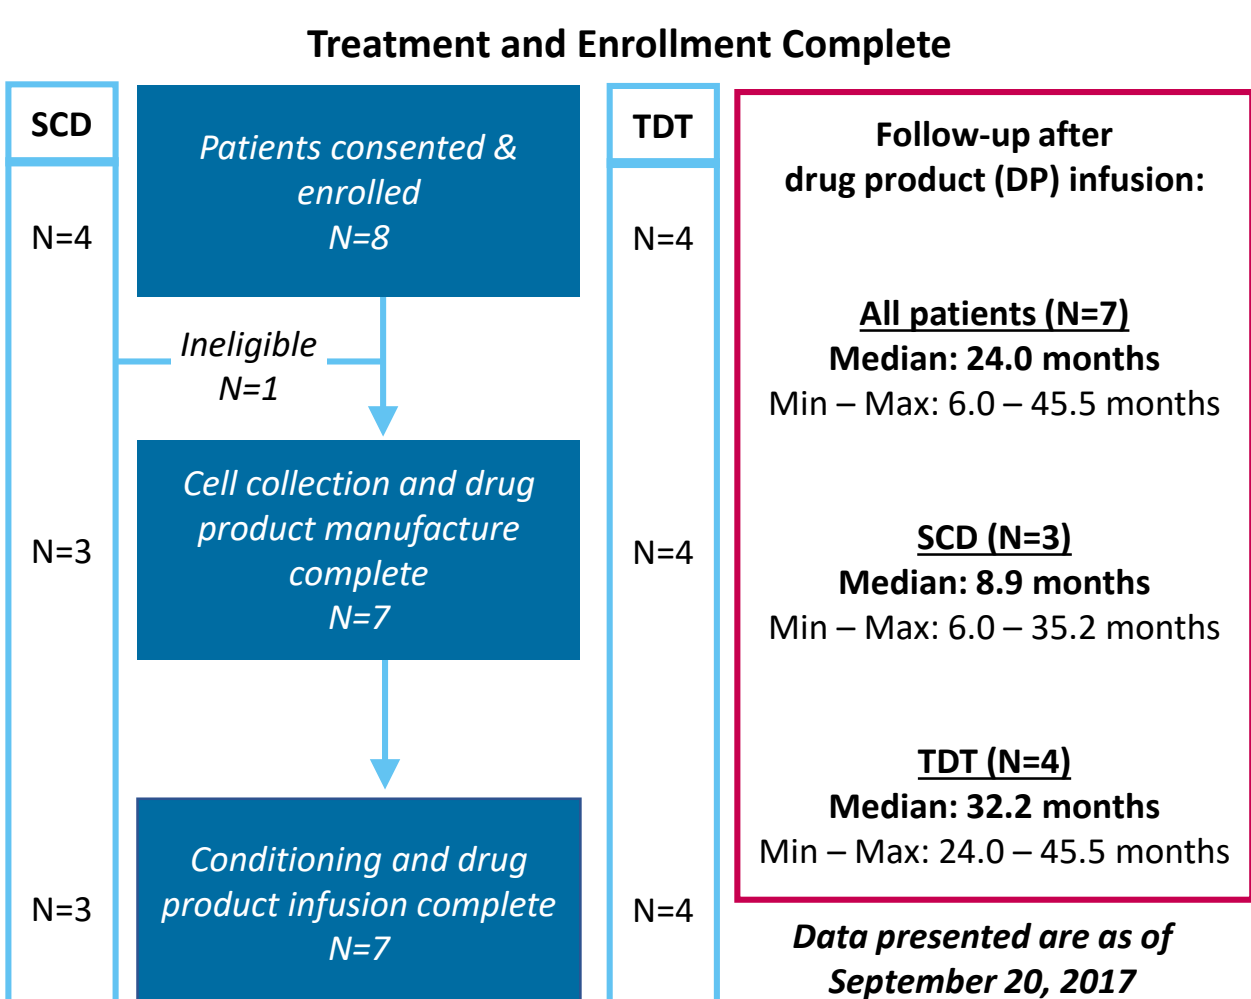 Treatment and Enrollment Complete
SCD
N=4
N=3
N=3
Patients consented &
enrolled
N=8
Ineligible
N=1
Cell collection and drug
product manufacture
complete
N=7
Conditioning and drug
product infusion complete
N=7
TDT
N=4
N=4
N=4
Follow-up after
drug product (DP) infusion:
All patients (N=7)
Median: 24.0 months
Min – Max: 6.0 – 45.5 months
SCD (N=3)
Median: 8.9 months
Min – Max: 6.0 – 35.2 months
TDT (N=4)
Median: 32.2 months
Min – Max: 24.0 – 45.5 months
Data presented are as of
September 20, 2017